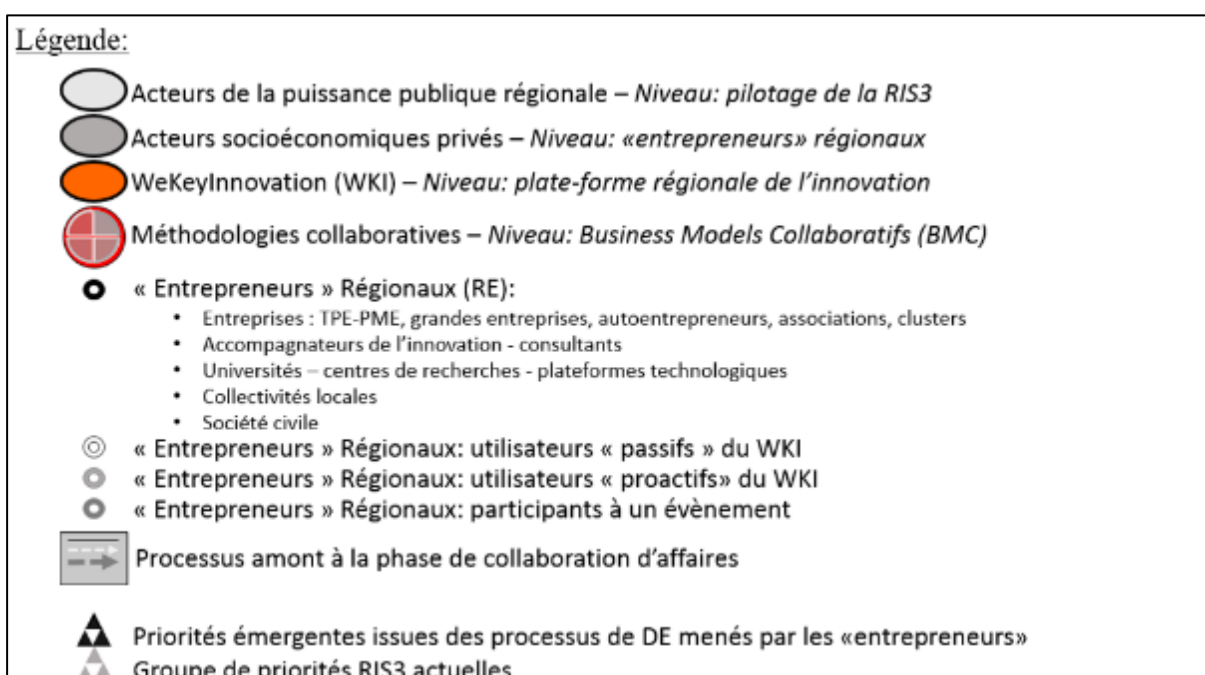 Légende:
Acteurs de la puissance publique régionale – Niveau: pilotage de la RIS3
Acteurs socioéconomiques privés – Niveau: «entrepreneurs» régionaux
WeKeyInnovation (WKI) – Niveau: plate-forme régionale de l’innovation
Méthodologies collaboratives – Niveau: Business Models Collaboratifs (BMC)
« Entrepreneurs » Régionaux (RE):
• Entreprises : TPE-PME, grandes entreprises, autoentrepreneurs, associations, clusters
• Accompagnateurs de l’innovation - consultants
• Universités – centres de recherches - plateformes technologiques
• Collectivités locales
• Société civile
« Entrepreneurs » Régionaux: utilisateurs « passifs » du WKI
« Entrepreneurs » Régionaux: utilisateurs « proactifs» du WKI
« Entrepreneurs » Régionaux: participants à un évènement
Processus amont à la phase de collaboration d’affaires
Priorités émergentes issues des processus de DE menés par les «entrepreneurs»
Groupe de priorités RIS3 actuelles